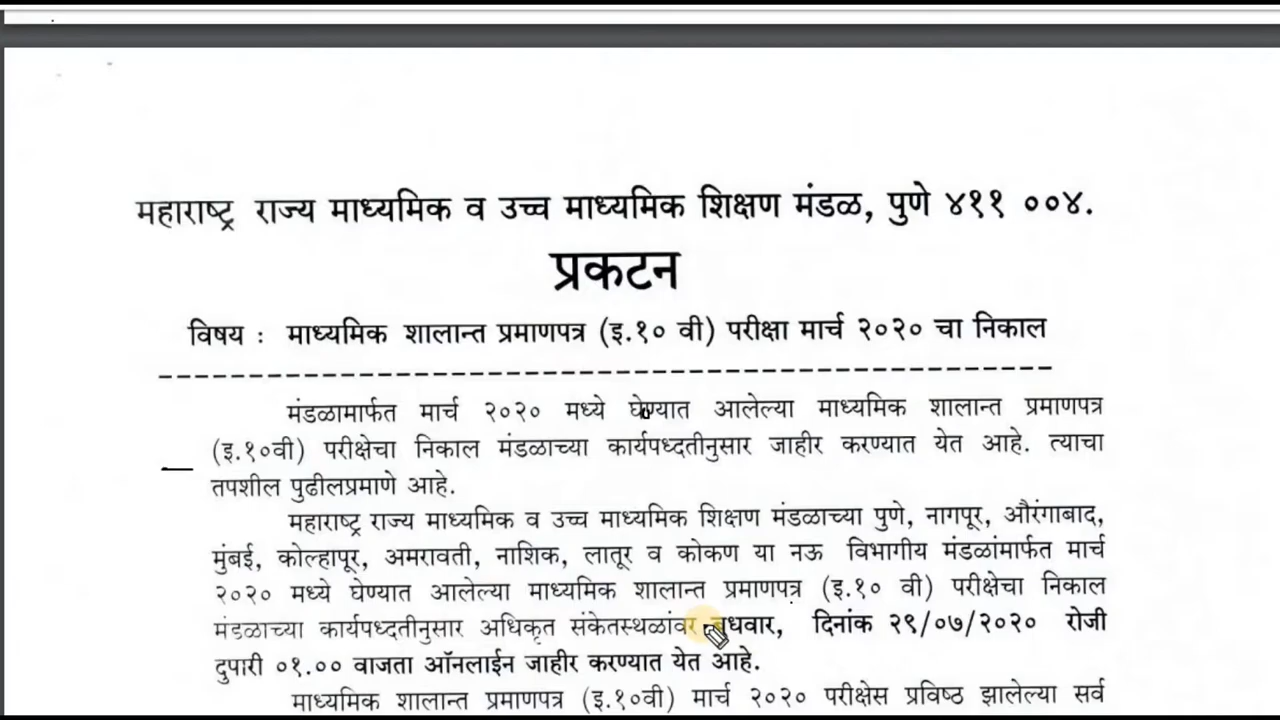 महाराष्ट्र राज्य माध्यमिक व उच्च माध्यमिक शिक्षण मंडळ, पुणे ४११ ००४.
प्रकटन
विषय : माध्यमिक शालान्त प्रमाणपत्र (इ.१० वी) परीक्षा मार्च २०२० चा निकाल
मंडळामार्फत मार्च २०२० मध्ये घेण्यात आलेल्या माध्यमिक शालान्त प्रमाणपत्र
(इ.१०वी) परीक्षेचा निकाल मंडळाच्या कार्यपध्दतीनुसार जाहीर करण्यात येत आहे. त्याचा
तपशील पुढीलप्रमाणे आहे.
महाराष्ट्र राज्य माध्यमिक व उच्च माध्यमिक शिक्षण मंडळाच्या पुणे, नागपूर, औरंगाबाद,
मुंबई, कोल्हापूर, अमरावती, नाशिक, लातूर व कोकण या नऊ विभागीय मंडळांमार्फत मार्च
२०२० मध्ये घेण्यात आलेल्या माध्यमिक शालान्त प्रमाणपत्र (इ.१० वी) परीक्षेचा निकाल
मंडळाच्या कार्यपध्दतीनुसार अधिकृत संकेतस्थळांवर बुधवार, दिनांक २९/०७/२०२० रोजी
दुपारी ०१.०० वाजता ऑनलाईन जाहीर करण्यात येत आहे.
माध्यमिक शालान्त प्रमाणपत्र (इ.१०वी) मार्च २०२० परीक्षेस प्रविष्ठ झालेल्या सर्व